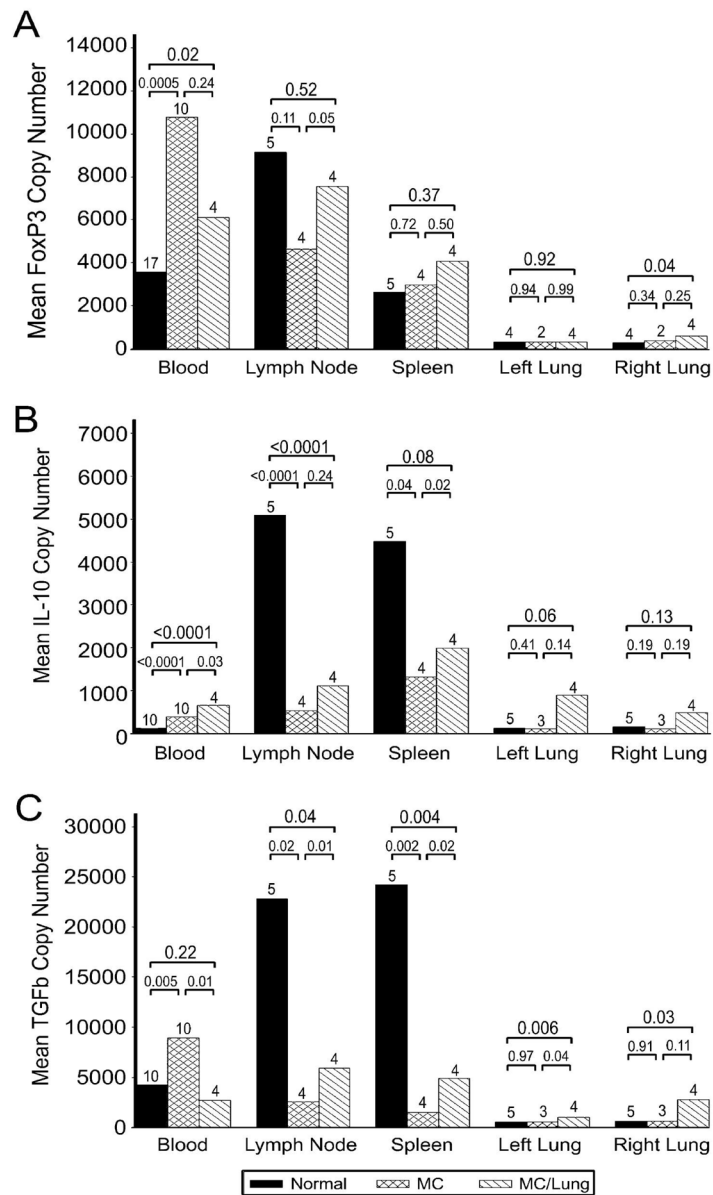 A
Mean FoxP3 Copy Number
14000
12000
10000
8000
6000
4000
2000
0
0.02
0.0005 0.24
17 10 4
0.52
0.11 0.05
5 4 4
0.37
0.72 0.50
5 4 4
0.92
0.94 0.99
4 2 4
0.04
0.34 0.25
4 2 4
Blood Lymph Node Spleen Left Lung Right Lung
B
Mean IL-10 Copy Number
7000
6000
5000
4000
3000
2000
1000
0
<0.0001
<0.0001 0.03
10 10 4
<0.0001
<0.0001 0.24
5 4 4
0.08
0.04 0.02
5 4 4
0.06
0.41 0.14
5 3 4
0.13
0.19 0.19
5 3 4
Blood Lymph Node Spleen Left Lung Right Lung
C
Mean TGFb Copy Number
30000
25000
20000
15000
10000
5000
0
0.22
0.005 0.01
10 10 4
0.04
0.02 0.01
5 4 4
0.004
0.002 0.02
5 4 4
0.006
0.97 0.04
5 3 4
0.03
0.91 0.11
5 3 4
Blood Lymph Node Spleen Left Lung Right Lung
Normal MC MC/Lung